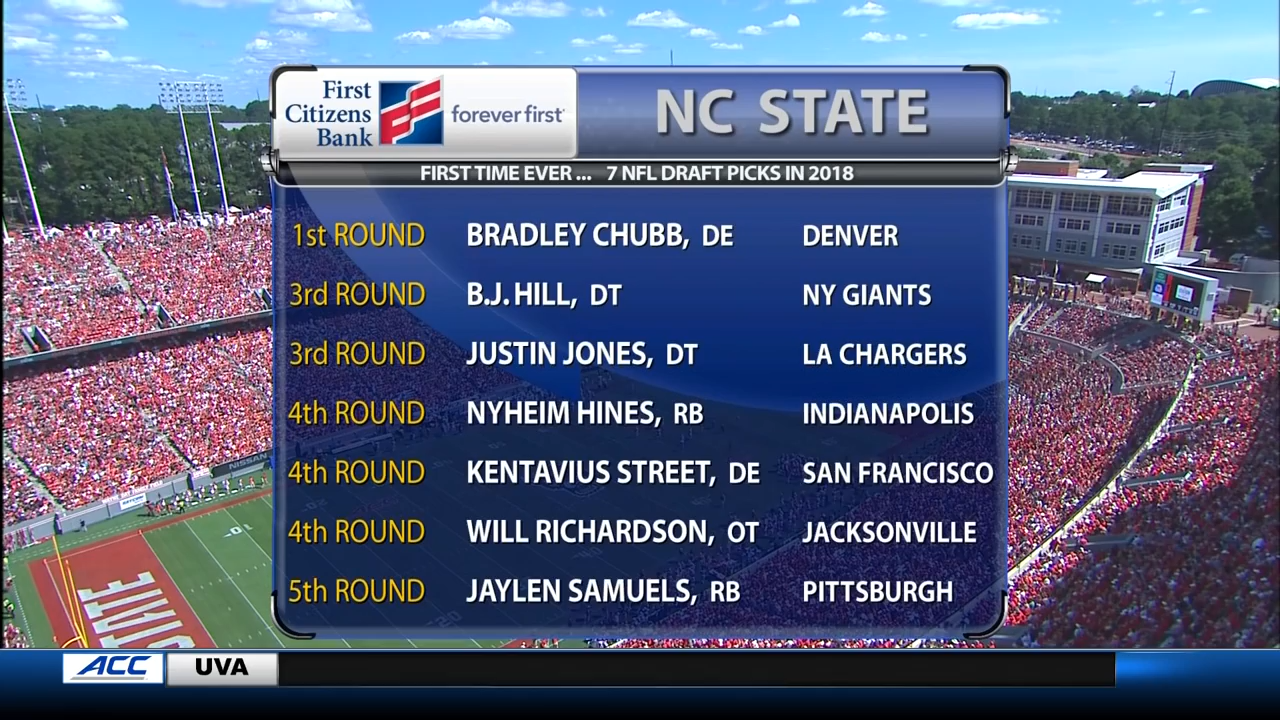 First
Citizens
Bank
forever first
NC STATE
FIRST TIME EVER ... 7 NFL DRAFT PICKS IN 2018
1st ROUND BRADLEY CHUBB, DE DENVER
3rd ROUND B.J. HILL, DT NY GIANTS
3rd ROUND JUSTIN JONES, DT LA CHARGERS
4th ROUND NYHEIM HINES, RB INDIANAPOLIS
4th ROUND KENTAVIUS STREET, DE SAN FRANCISCO
4th ROUND WILL RICHARDSON, OT JACKSONVILLE
5th ROUND JAYLEN SAMUELS, RB PITTSBURGH
NISSAN
ACC UVA